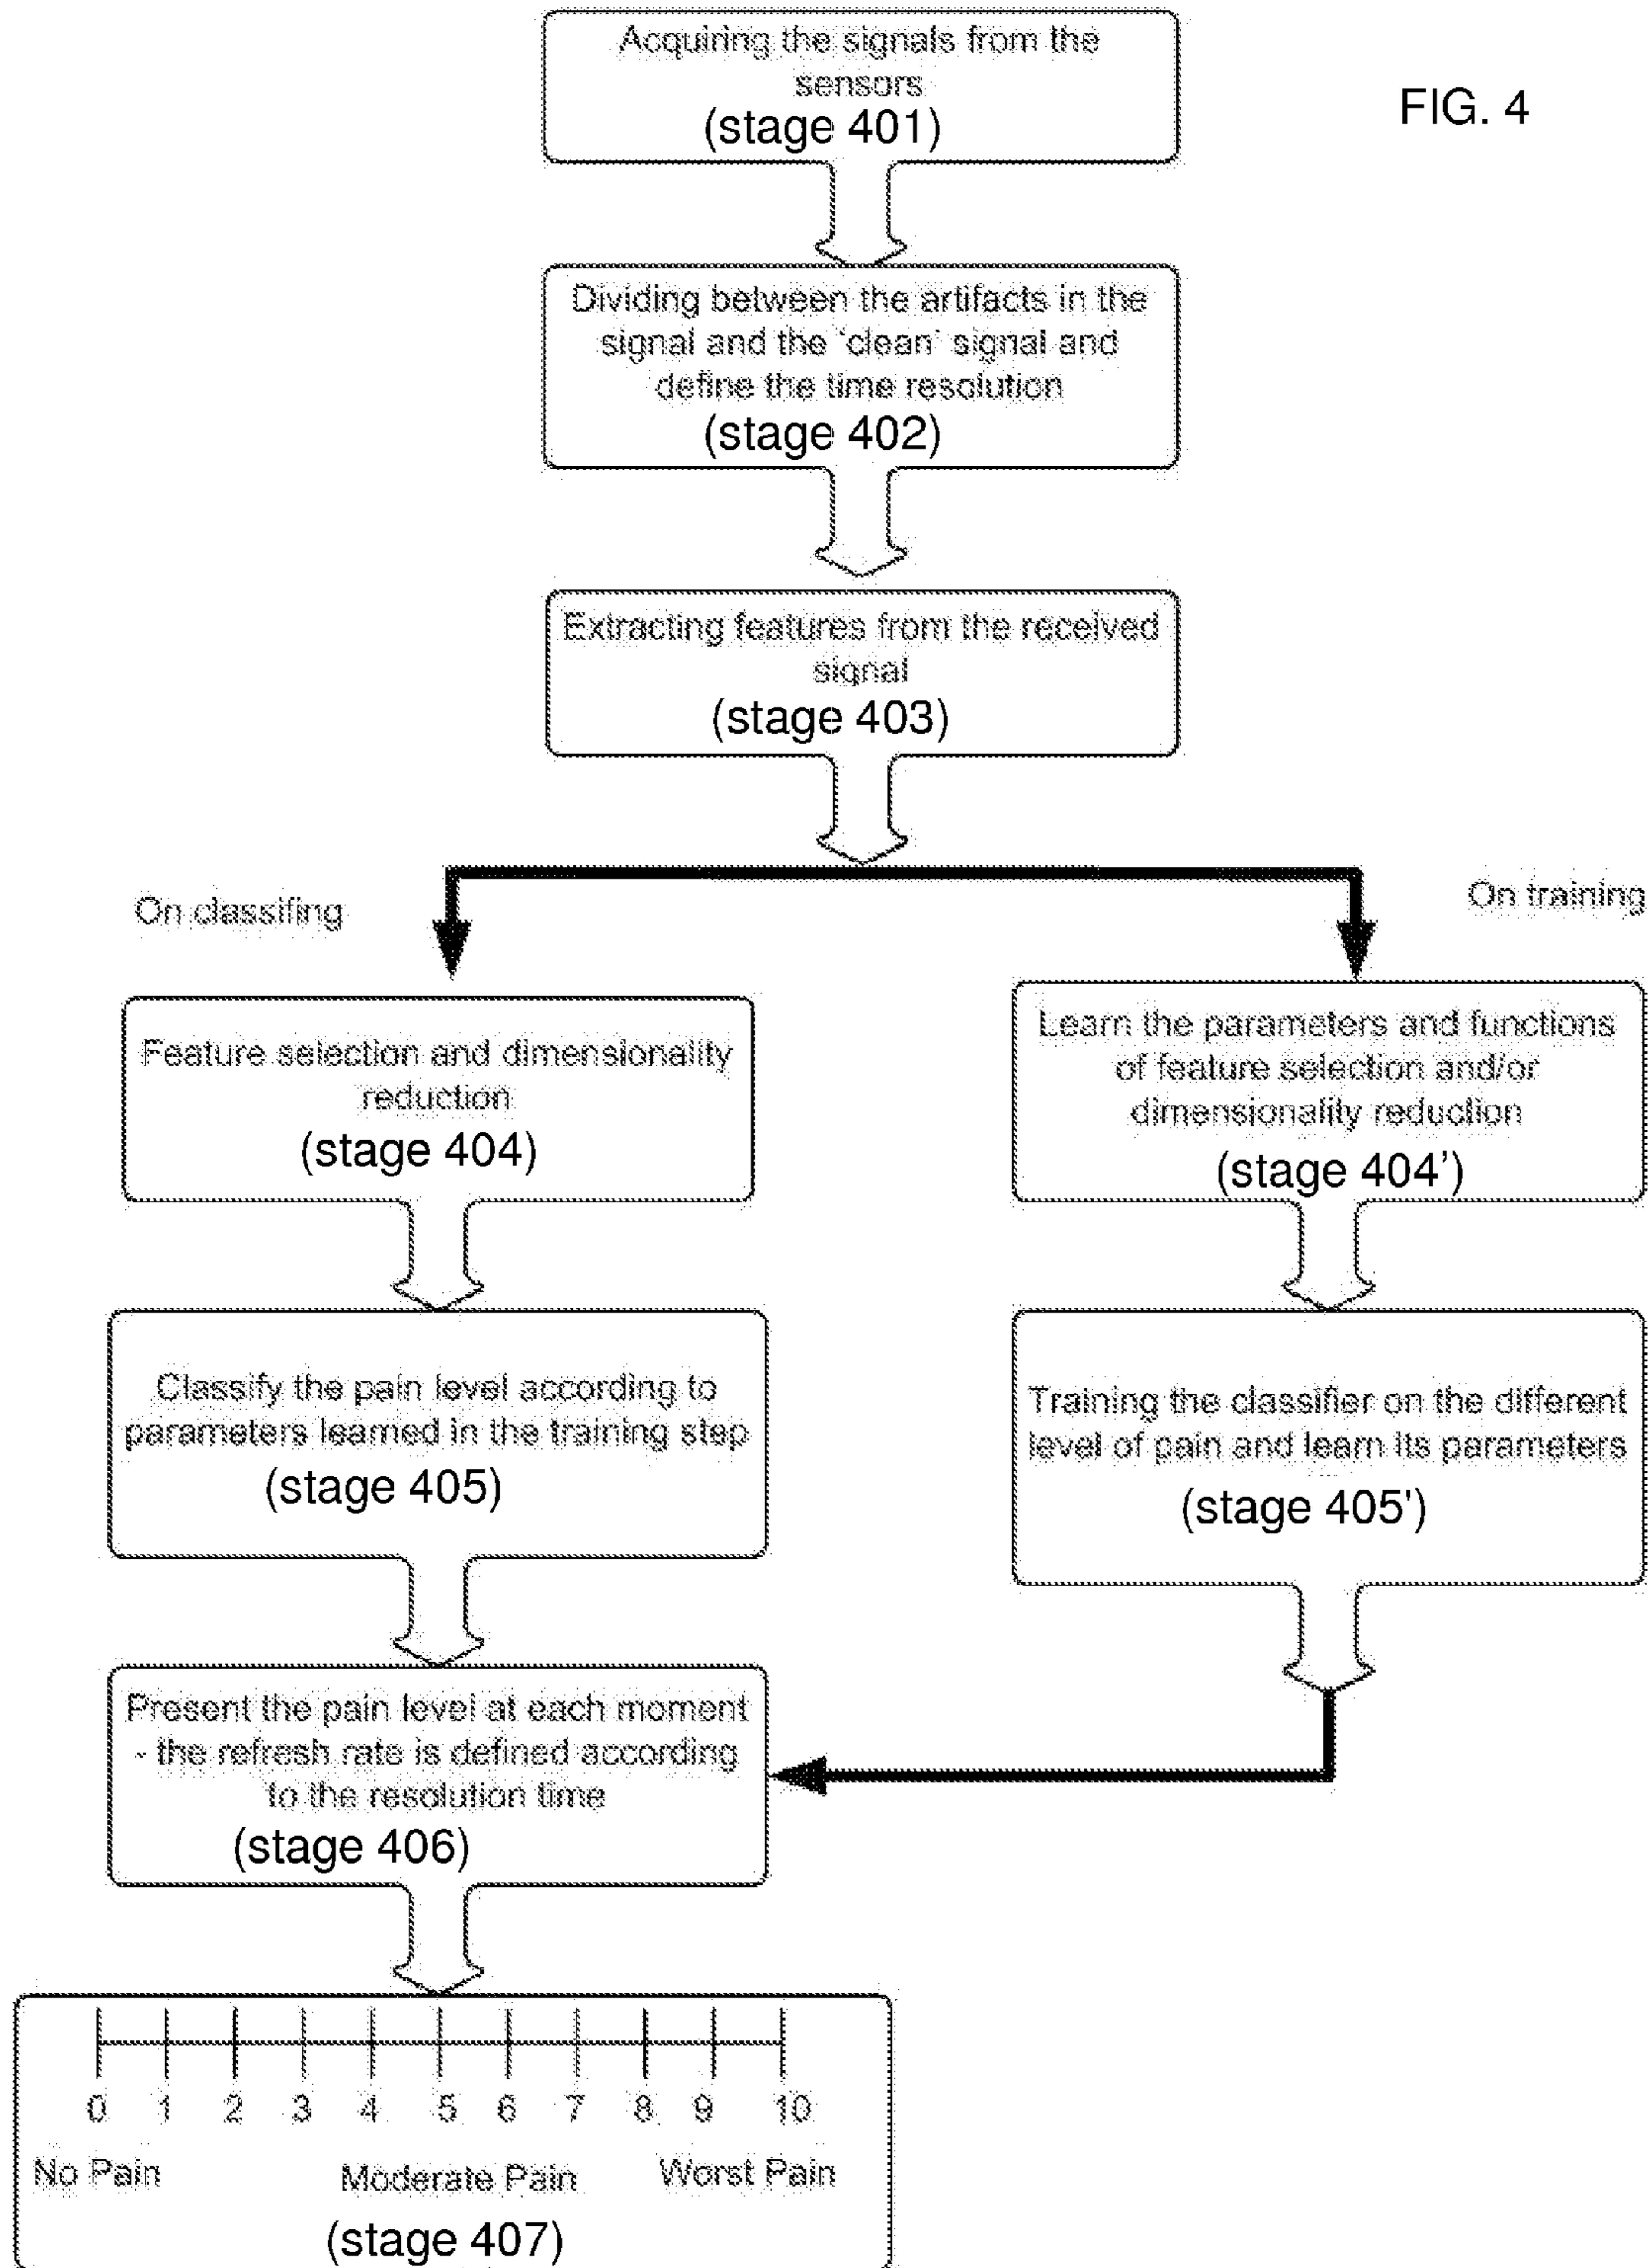 Acquiring the signals from the
sensors
(stage 401)
FIG. 4
Dividing between the artifacts in the
signal and the 'clean' signal and
define the time resolution
(stage 402)
Extracting features from the received
signal
(stage 403)
On classifing
On training
Feature selection and dimensionality
reduction
(stage 404)
Learn the parameters and functions
of feature selection and/or
dimensionality reduction
(stage 404')
Classify the pain level according to
parameters learned in the training step
(stage 405)
Training the classifier on the different
level of pain and learn its parameters
(stage 405')
Present the pain level at each moment
- the refresh rate is defined according
to the resolution time
(stage 406)
0 1 2 3 4 5 6 7 8 9 10
No Pain Moderate Pain Worst Pain
(stage 407)